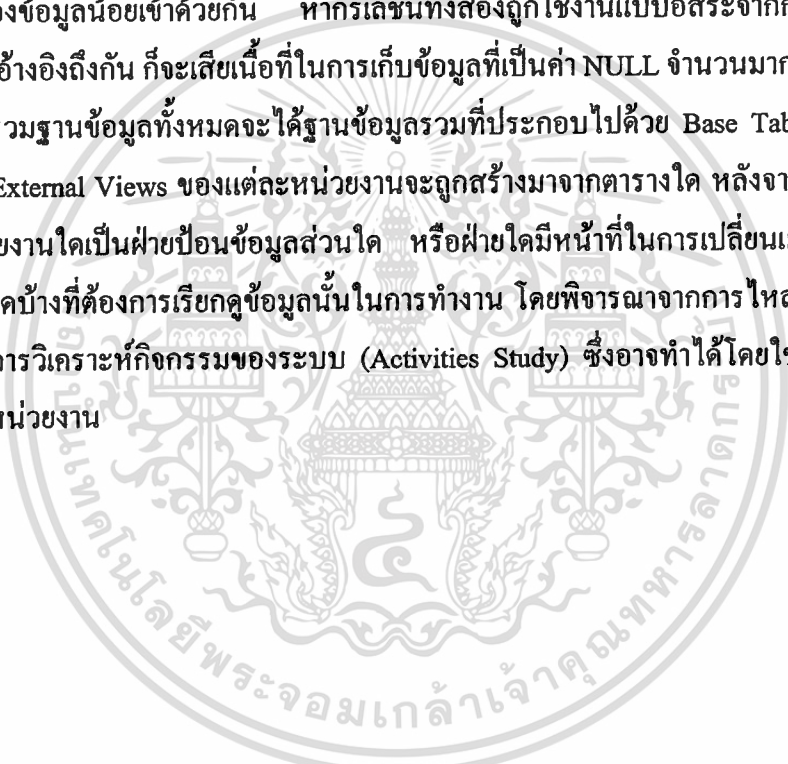 องข้อมูลน้อยเข้าด้วยกัน หากรีเลชันทั้งสองถูกใช้งานแบบอิสระจากก
อ้างอิงถึงกัน ก็จะเสียเนื้อที่ในการเก็บข้อมูลที่เป็นค่า NULL จำนวนมาก
วมฐานข้อมูลทั้งหมดจะได้ฐานข้อมูลรวมที่ประกอบไปด้วย Base Tab
External Views ของแต่ละหน่วยงานจะถูกสร้างมาจากตารางใด หลังจา
ยงานใดเป็นฝ่ายป้อนข้อมูลส่วนใด หรือฝ่ายใดมีหน้าที่ในการเปลี่ยนแ
ดบ้างที่ต้องการเรียกดูข้อมูลนั้นในการทำงาน โดยพิจารณาจากการไหล
การวิเคราะห์กิจกรรมของระบบ (Activities Study) ซึ่งอาจทำได้โดยใช
หน่วยงาน
สถาบันเทคโนโลยีพระจอมเกล้าเจ้าคุณทหารลาดกระบัง